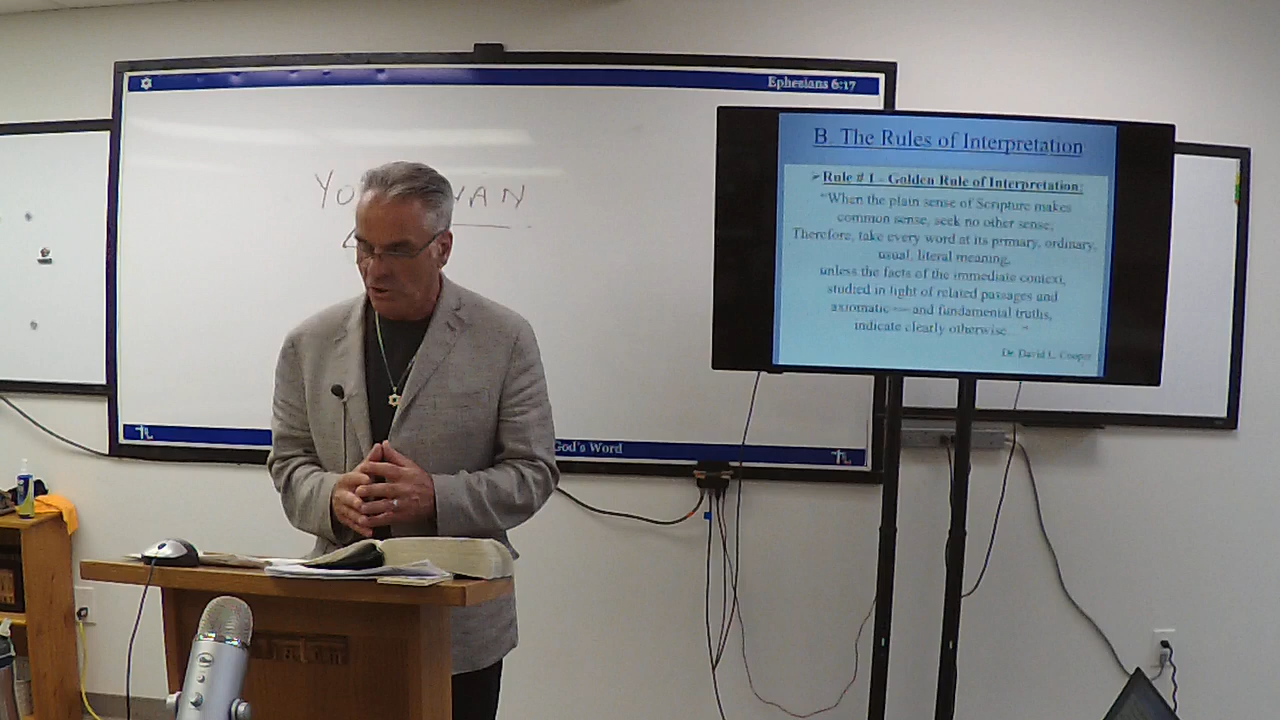 Ephesians 6:17
YO VAN
B. The Rules of Interpretation
➢Rule # 1 - Golden Rule of Interpretation:
"When the plain sense of Scripture makes
common sense, seek no other sense;
Therefore, take every word at its primary, ordinary,
usual, literal meaning,
unless the facts of the immediate context,
studied in light of related passages and
axiomatic — and fundamental truths,
indicate clearly otherwise. "
Dr. David L. Cooper
God's Word